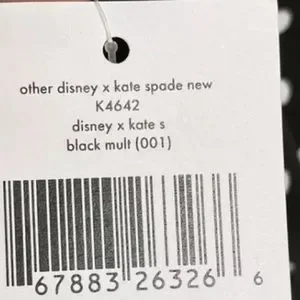 other disney x kate spade new
K4642
disney x kate s
black mult (001)
67883 26326 6